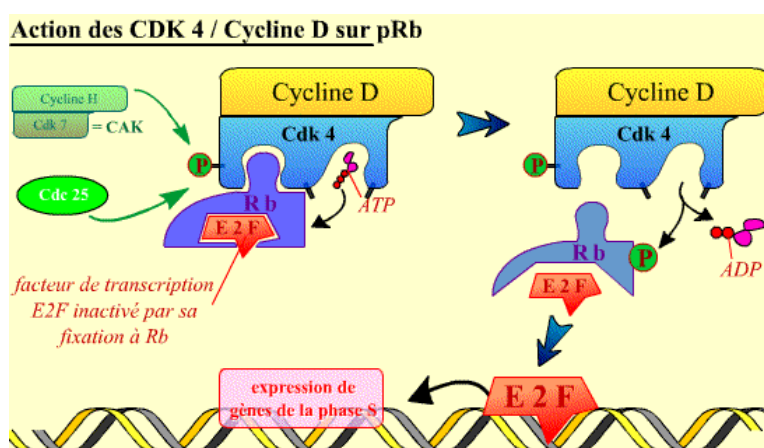 Action des CDK 4 / Cycline D sur pRb
Cycline H
Cdk 7 = CAK
Cdc 25
Cycline D
Cdk 4
P
ATP
R b
E 2 F
facteur de transcription
E2F inactivé par sa
fixation à Rb
Cycline D
Cdk 4
P
R b
P
ADP
E 2 F
expression de
gènes de la phase S
E 2 F